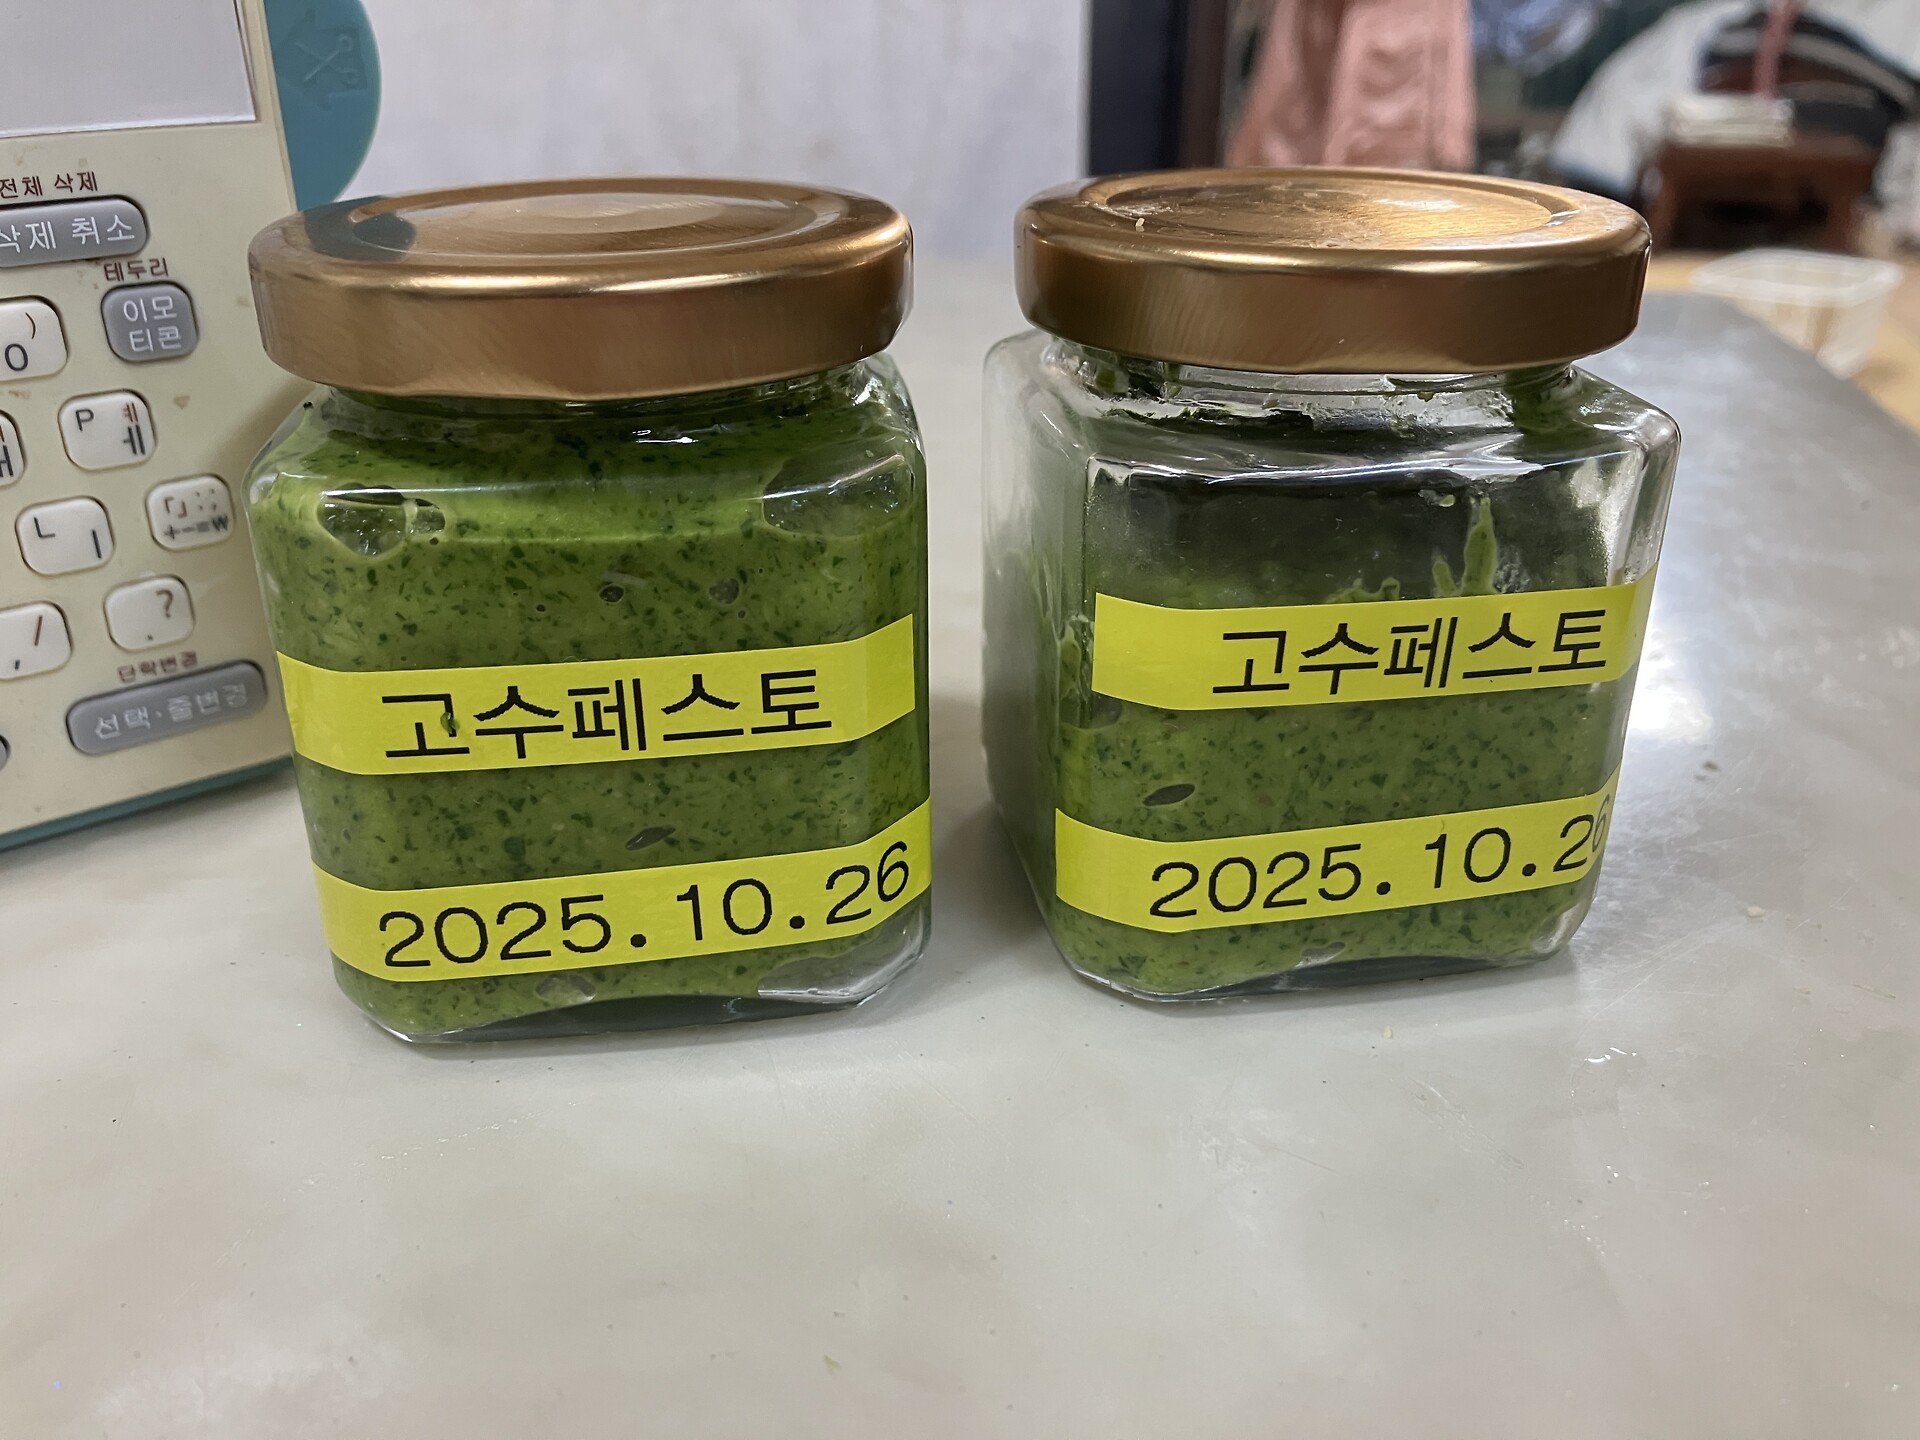 전체 삭제
삭제 취소
테두리
이모
티콘
)
0
P ㅖ
ㅔ
ㄴ ㅣ
「」
+-=₩
/
,
?
.
단락변경
선택·줄변경
고수페스토
2025.10.26
고수페스토
2025.10.26